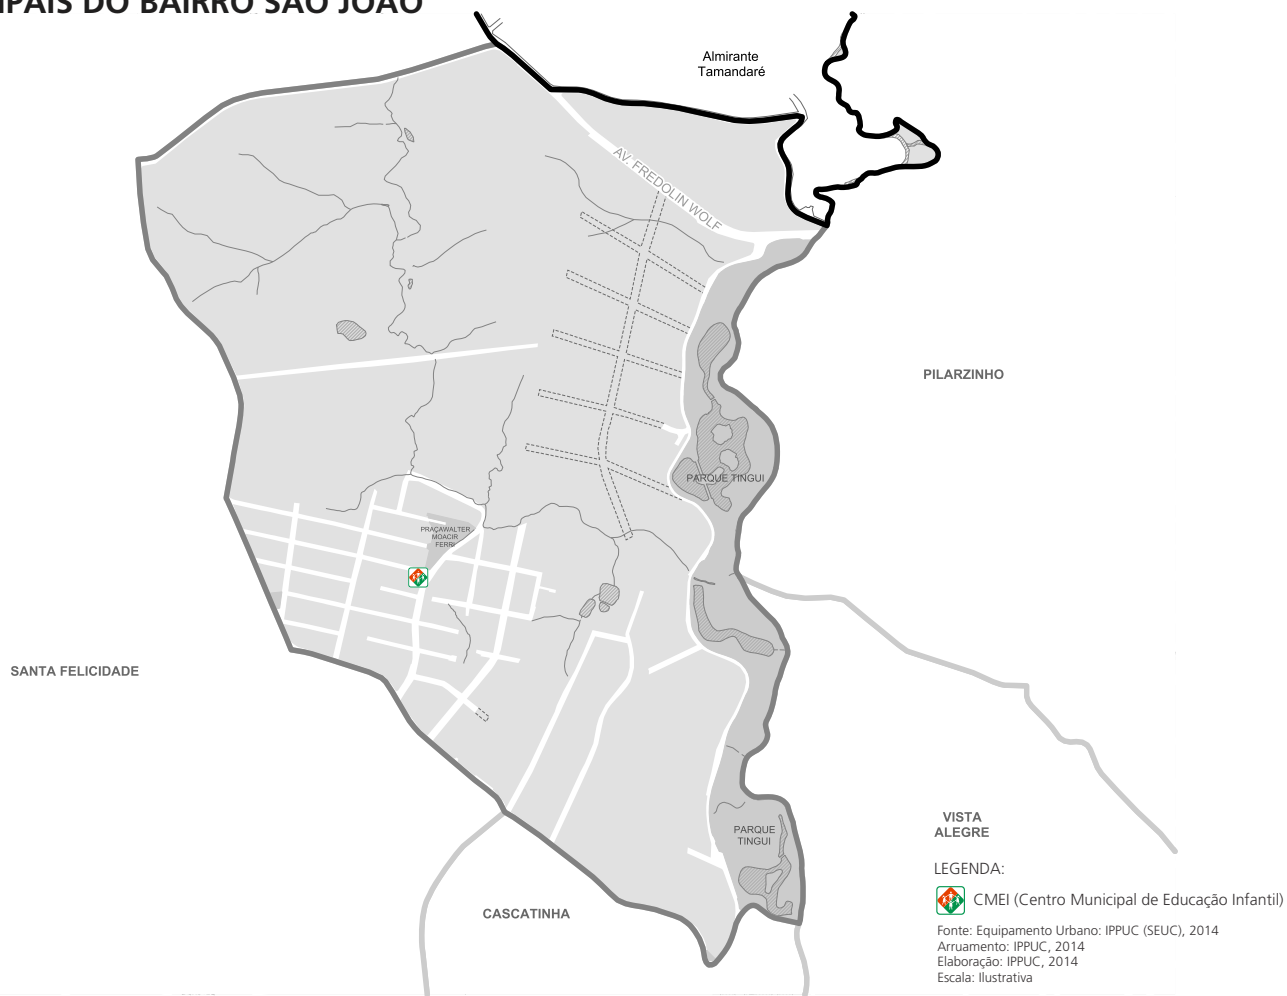 IPAIS DO BAIRRO SÃO JOÃO
Almirante
Tamandaré
AV. FREDOLIN WOLF
PILARZINHO
PARQUE TINGUI
PRAÇAWALTER
MOACIR
FERRI
SANTA FELICIDADE
PARQUE
TINGUI
VISTA
ALEGRE
CASCATINHA
LEGENDA:
CMEI (Centro Municipal de Educação Infantil)
Fonte: Equipamento Urbano: IPPUC (SEUC), 2014
Arruamento: IPPUC, 2014
Elaboração: IPPUC, 2014
Escala: Ilustrativa